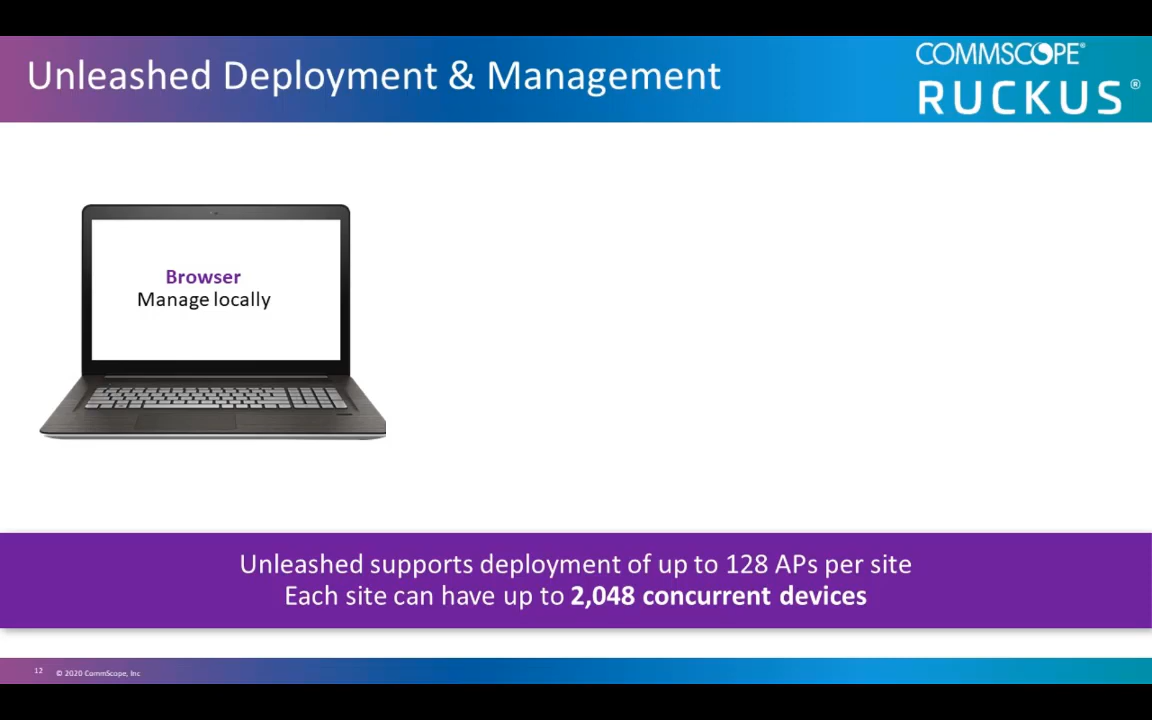 Unleashed Deployment & Management
COMMSCOPE®
RUCKUS®
Browser
Manage locally
Unleashed supports deployment of up to 128 APs per site
Each site can have up to 2,048 concurrent devices
12 © 2020 CommScope, Inc